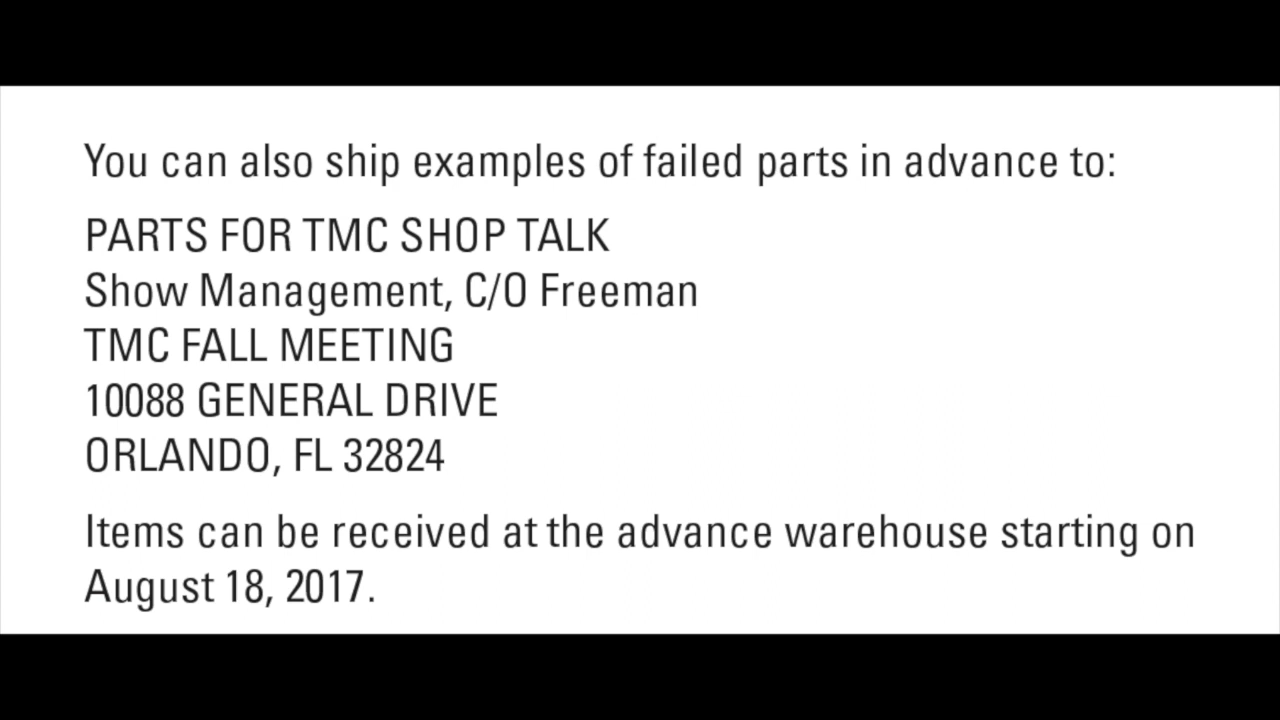 You can also ship examples of failed parts in advance to:
PARTS FOR TMC SHOP TALK
Show Management, C/O Freeman
TMC FALL MEETING
10088 GENERAL DRIVE
ORLANDO, FL 32824
Items can be received at the advance warehouse starting on
August 18, 2017.